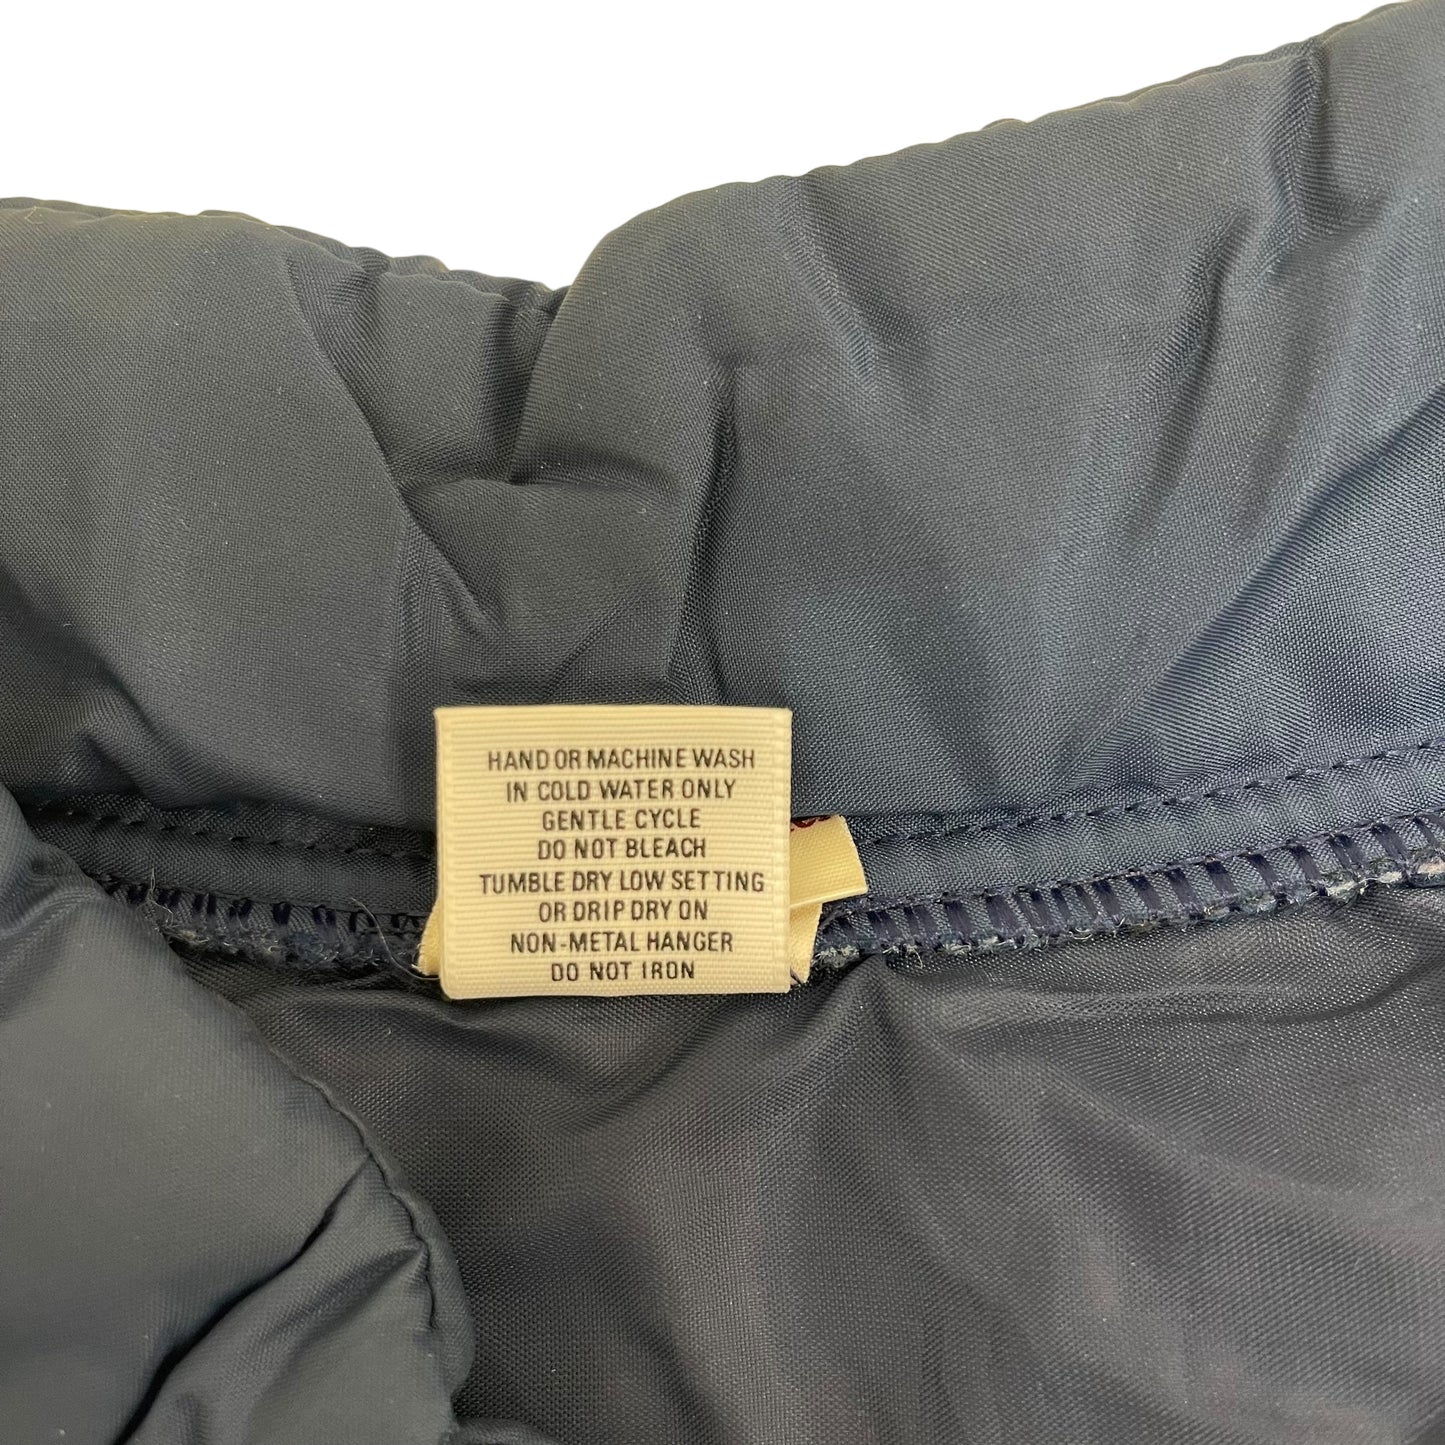 HAND OR MACHINE WASH
IN COLD WATER ONLY
GENTLE CYCLE
DO NOT BLEACH
TUMBLE DRY LOW SETTING
OR DRIP DRY ON
NON-METAL HANGER
DO NOT IRON